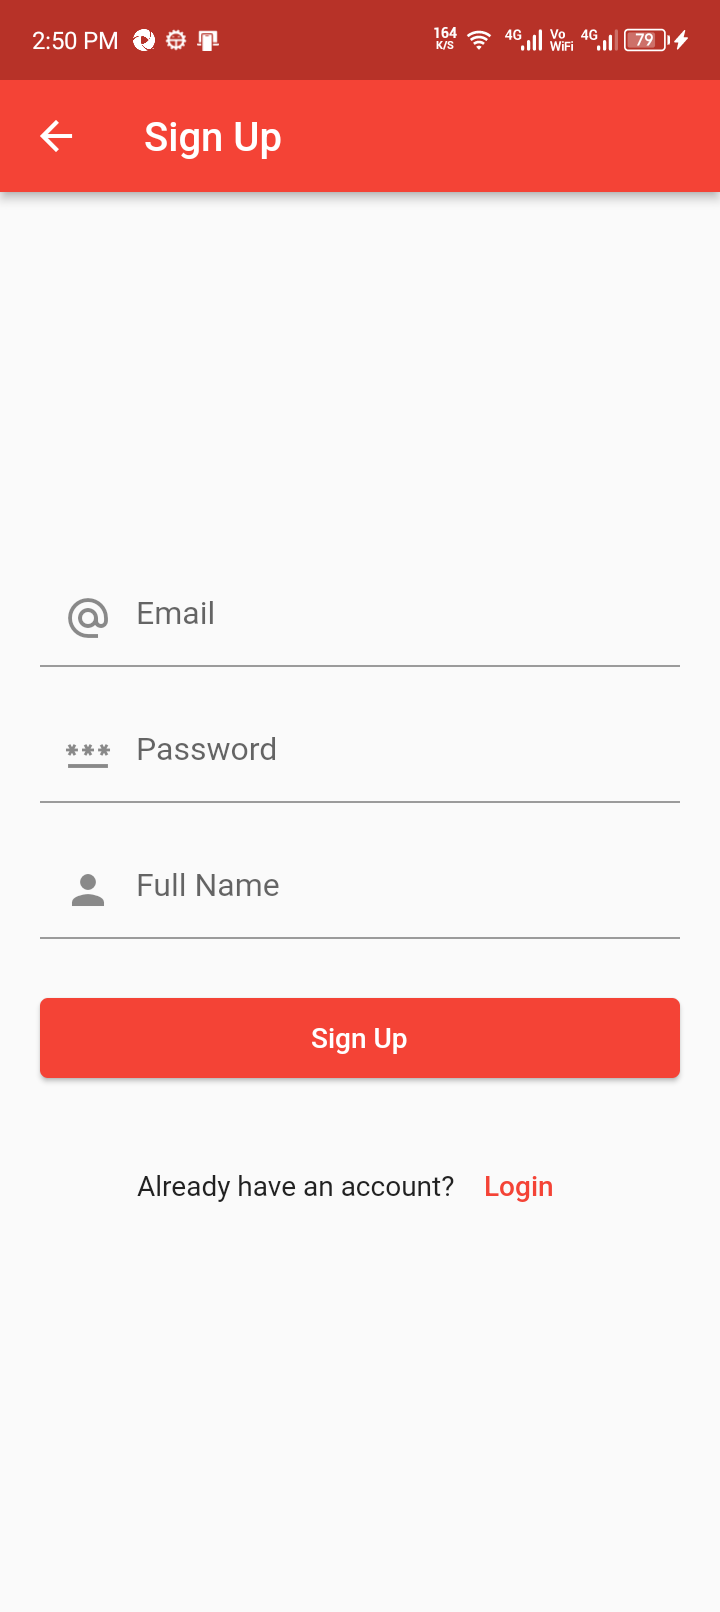 2:50 PM 164 K/S 4G Vo WiFi 4G 79
Sign Up
Email
*** Password
Full Name
Sign Up
Already have an account? Login